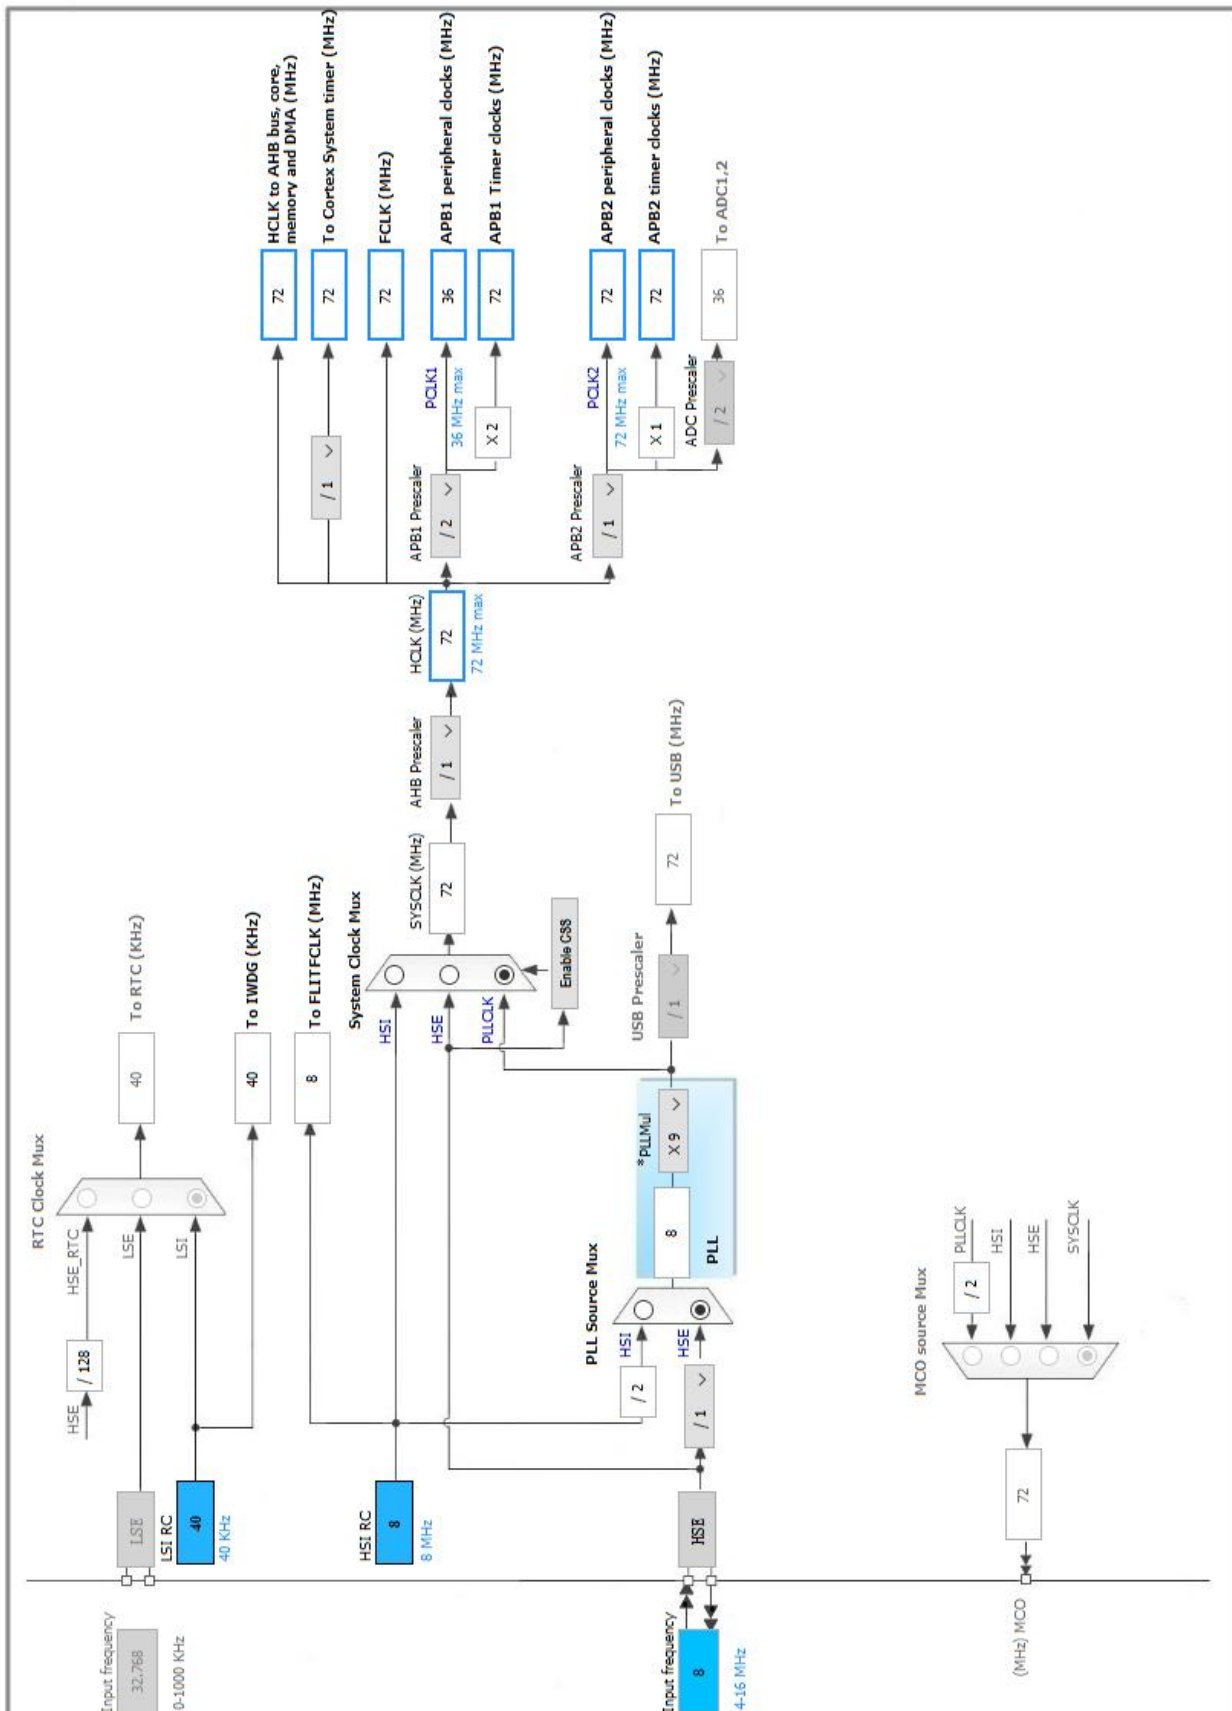 RTC Clock Mux
HSE
/ 128
HSE_RTC
Input frequency
32.768
0-1000 KHz
LSE
LSE
40
To RTC (KHz)
LSI RC
40
40 KHz
LSI
40
To IWDG (KHz)
8
To FLITFCLK (MHz)
HSI RC
8
8 MHz
System Clock Mux
HSI
HSE
PLLCLK
Enable CSS
SYSCLK (MHz)
72
AHB Prescaler
/ 1
HCLK (MHz)
72
72 MHz max
72
HCLK to AHB bus, core,
memory and DMA (MHz)
/ 1
72
To Cortex System timer (MHz)
72
FCLK (MHz)
APB1 Prescaler
/ 2
PCLK1
36 MHz max
36
APB1 peripheral clocks (MHz)
X 2
72
APB1 Timer clocks (MHz)
APB2 Prescaler
/ 1
PCLK2
72 MHz max
72
APB2 peripheral clocks (MHz)
X 1
72
APB2 timer clocks (MHz)
ADC Prescaler
/ 2
36
To ADC1,2
PLL Source Mux
/ 2
HSI
Input frequency
8
4-16 MHz
HSE
/ 1
HSE
8
*PLLMul
X 9
PLL
USB Prescaler
/ 1
72
To USB (MHz)
MCO source Mux
/ 2
PLLCLK
HSI
HSE
SYSCLK
72
(MHz) MCO